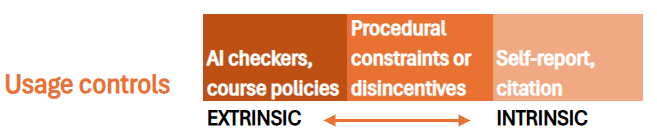 Usage controls
AI checkers,
course policies
Procedural
constraints or
disincentives
Self-report,
citation
EXTRINSIC
INTRINSIC